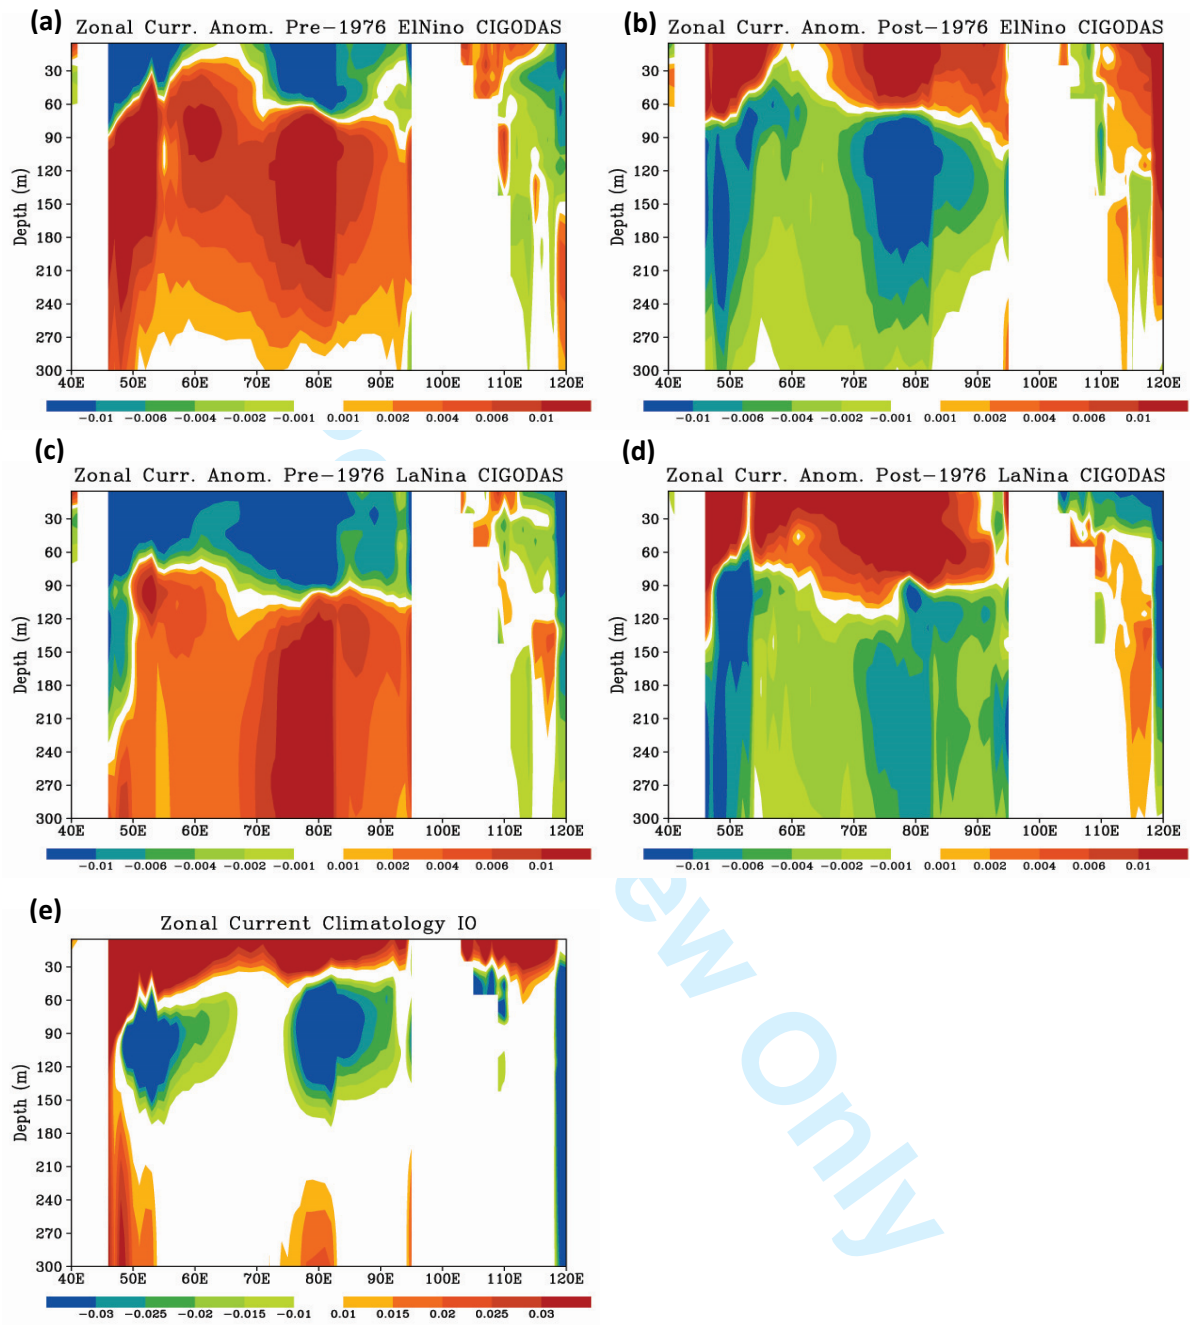 (a)
Zonal Curr. Anom. Pre-1976 ElNino CIGODAS
Depth (m)
30
60
90
120
150
180
210
240
270
300
40E 50E 60E 70E 80E 90E 100E 110E 120E
-0.01 -0.006 -0.004 -0.002 -0.001 0.001 0.002 0.004 0.006 0.01
(b)
Zonal Curr. Anom. Post-1976 ElNino CIGODAS
Depth (m)
30
60
90
120
150
180
210
240
270
300
40E 50E 60E 70E 80E 90E 100E 110E 120E
-0.01 -0.006 -0.004 -0.002 -0.001 0.001 0.002 0.004 0.006 0.01
(c)
Zonal Curr. Anom. Pre-1976 LaNina CIGODAS
Depth (m)
30
60
90
120
150
180
210
240
270
300
40E 50E 60E 70E 80E 90E 100E 110E 120E
-0.01 -0.006 -0.004 -0.002 -0.001 0.001 0.002 0.004 0.006 0.01
(d)
Zonal Curr. Anom. Post-1976 LaNina CIGODAS
Depth (m)
30
60
90
120
150
180
210
240
270
300
40E 50E 60E 70E 80E 90E 100E 110E 120E
-0.01 -0.006 -0.004 -0.002 -0.001 0.001 0.002 0.004 0.006 0.01
(e)
Zonal Current Climatology IO
Depth (m)
30
60
90
120
150
180
210
240
270
300
40E 50E 60E 70E 80E 90E 100E 110E 120E
-0.03 -0.025 -0.02 -0.015 -0.01 0.01 0.015 0.02 0.025 0.03
ew Only